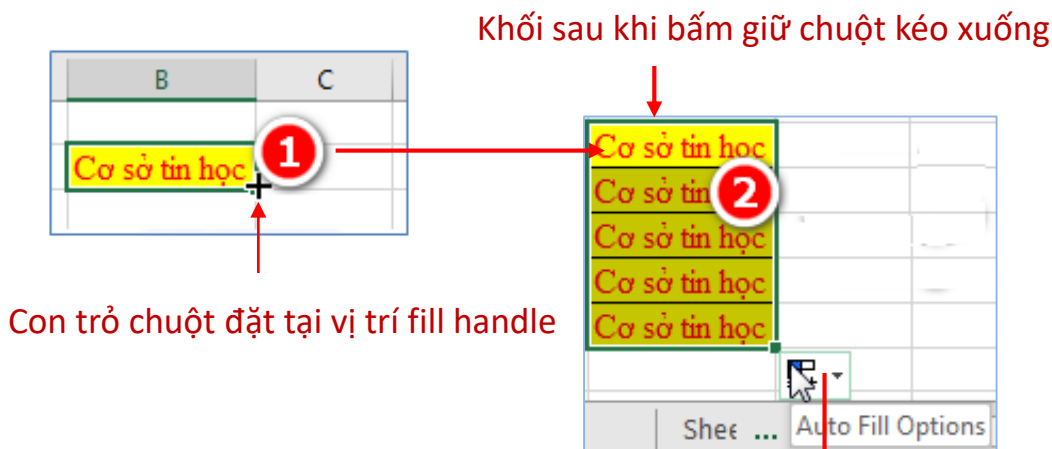 Khối sau khi bấm giữ chuột kéo xuống
B C
Cơ sở tin học
1
Cơ sở tin học
Cơ sở tin
2
Cơ sở tin học
Cơ sở tin học
Cơ sở tin học
Con trỏ chuột đặt tại vị trí fill handle
... Auto Fill Options